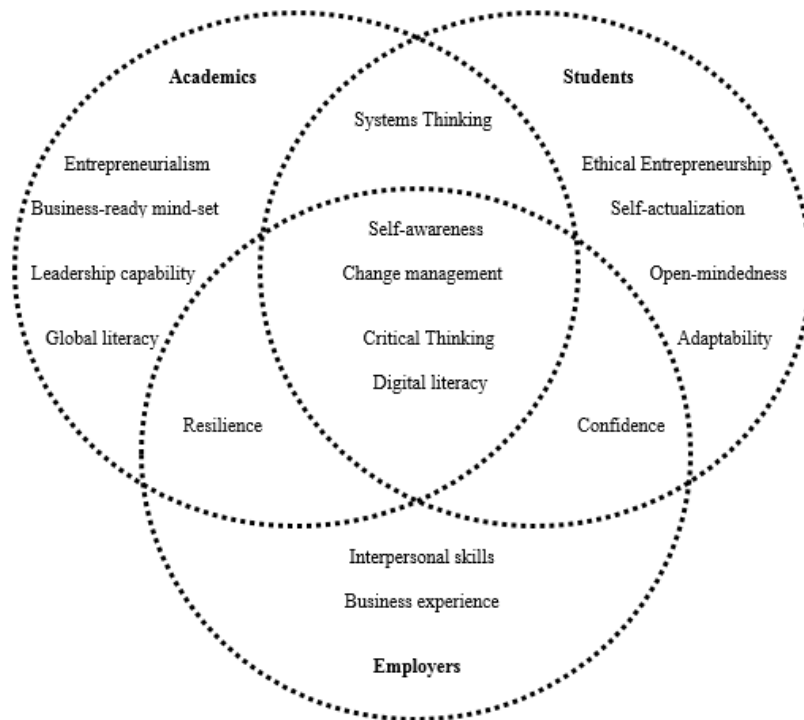 Academics
Students
Systems Thinking
Entrepreneurialism
Ethical Entrepreneurship
Business-ready mind-set
Self-actualization
Self-awareness
Leadership capability
Change management
Open-mindedness
Global literacy
Critical Thinking
Adaptability
Digital literacy
Resilience
Confidence
Interpersonal skills
Business experience
Employers